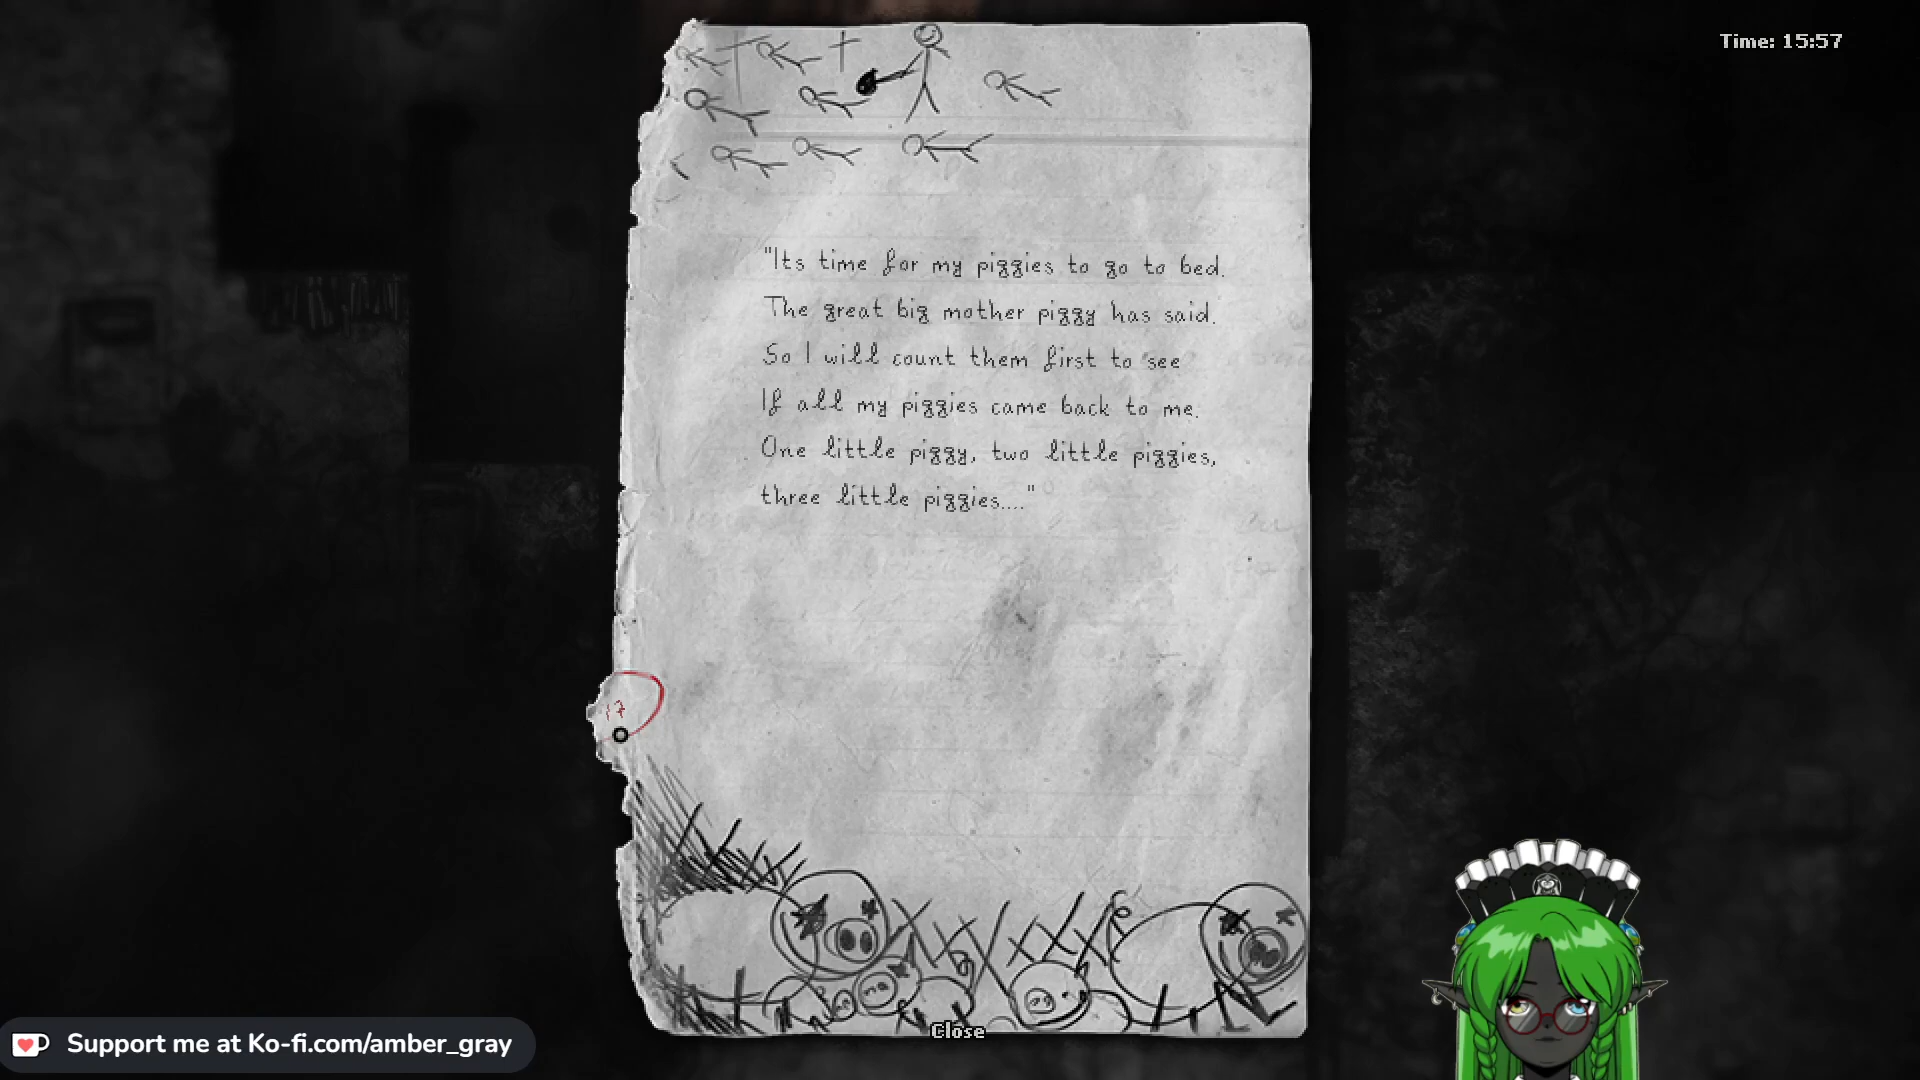 Time: 15:57
"Its time for my piggies to go to bed.
The great big mother piggy has said.
So I will count them first to see
If all my piggies came back to me.
One little piggy, two little piggies,
three little piggies...."
17
Close
Support me at Ko-fi.com/amber_gray